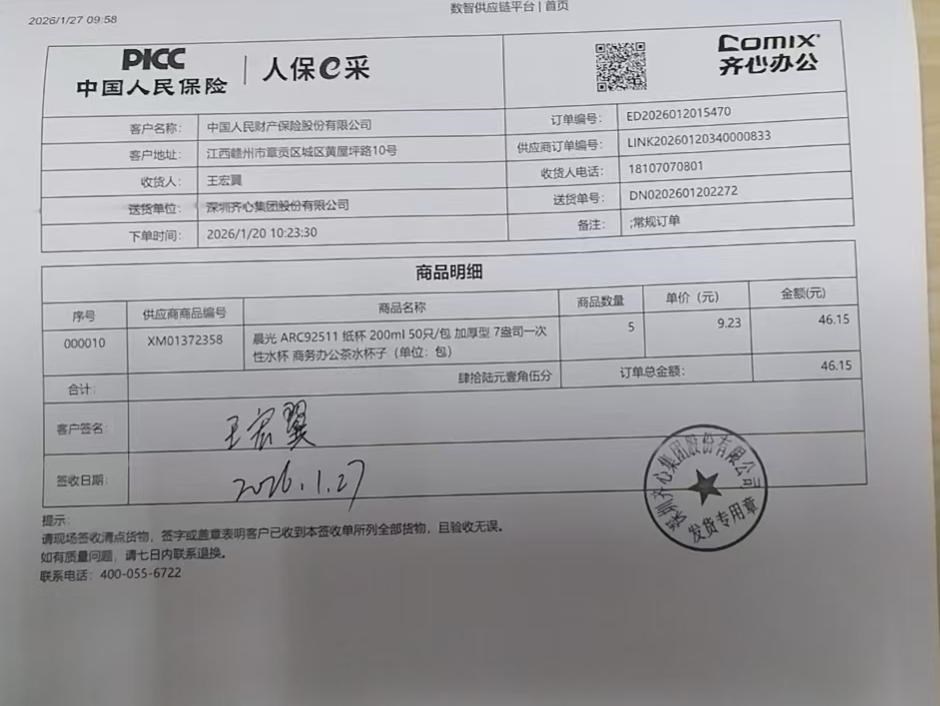 2026/1/27 09:58
数智供应链平台 | 首页
PICC
中国人民保险
人保e采
COMIX
齐心办公
客户名称: 中国人民财产保险股份有限公司
订单编号: ED2026012015470
客户地址: 江西赣州市章贡区城区黄屋坪路10号
供应商订单编号: LINK20260120340000833
收货人: 王宏翼
收货人电话: 18107070801
送货单位: 深圳齐心集团股份有限公司
送货单号: DN0202601202272
下单时间: 2026/1/20 10:23:30
备注: ;常规订单
商品明细
序号 供应商商品编号 商品名称 商品数量 单价（元） 金额(元)
000010 XM01372358 晨光 ARC92511 纸杯 200ml 50只/包 加厚型 7盎司一次 5 9.23 46.15
性水杯 商务办公茶水杯子（单位：包）
合计: 肆拾陆元壹角伍分 订单总金额: 46.15
客户签名: 王宏翼
签收日期: 2026.1.27
深圳齐心集团股份有限公司
发货专用章
提示:
请现场签收清点货物，签字或盖章表明客户已收到本签收单所列全部货物，且验收无误。
如有质量问题，请七日内联系退换。
联系电话：400-055-6722